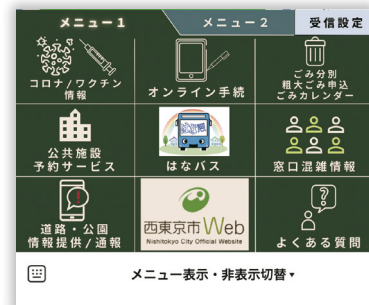 メニュー1
メニュー2
受信設定
コロナ/ワクチン
情報
オンライン手続
ごみ分別
粗大ごみ申込
ごみカレンダー
公共施設
予約サービス
はなバス
窓口混雑情報
道路・公園
情報提供/通報
西東京市Web
Nishitokyo City Official Website
よくある質問
メニュー表示・非表示切替▾